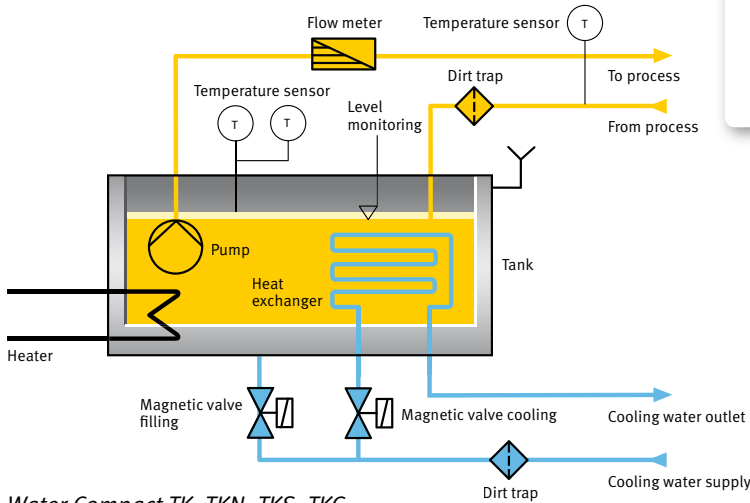 Flow meter
Temperature sensor
T
To process
Temperature sensor
T
T
Dirt trap
Level
monitoring
From process
Pump
Heat
exchanger
Tank
Heater
Magnetic valve
filling
Magnetic valve cooling
Cooling water outlet
Cooling water supply
Dirt trap